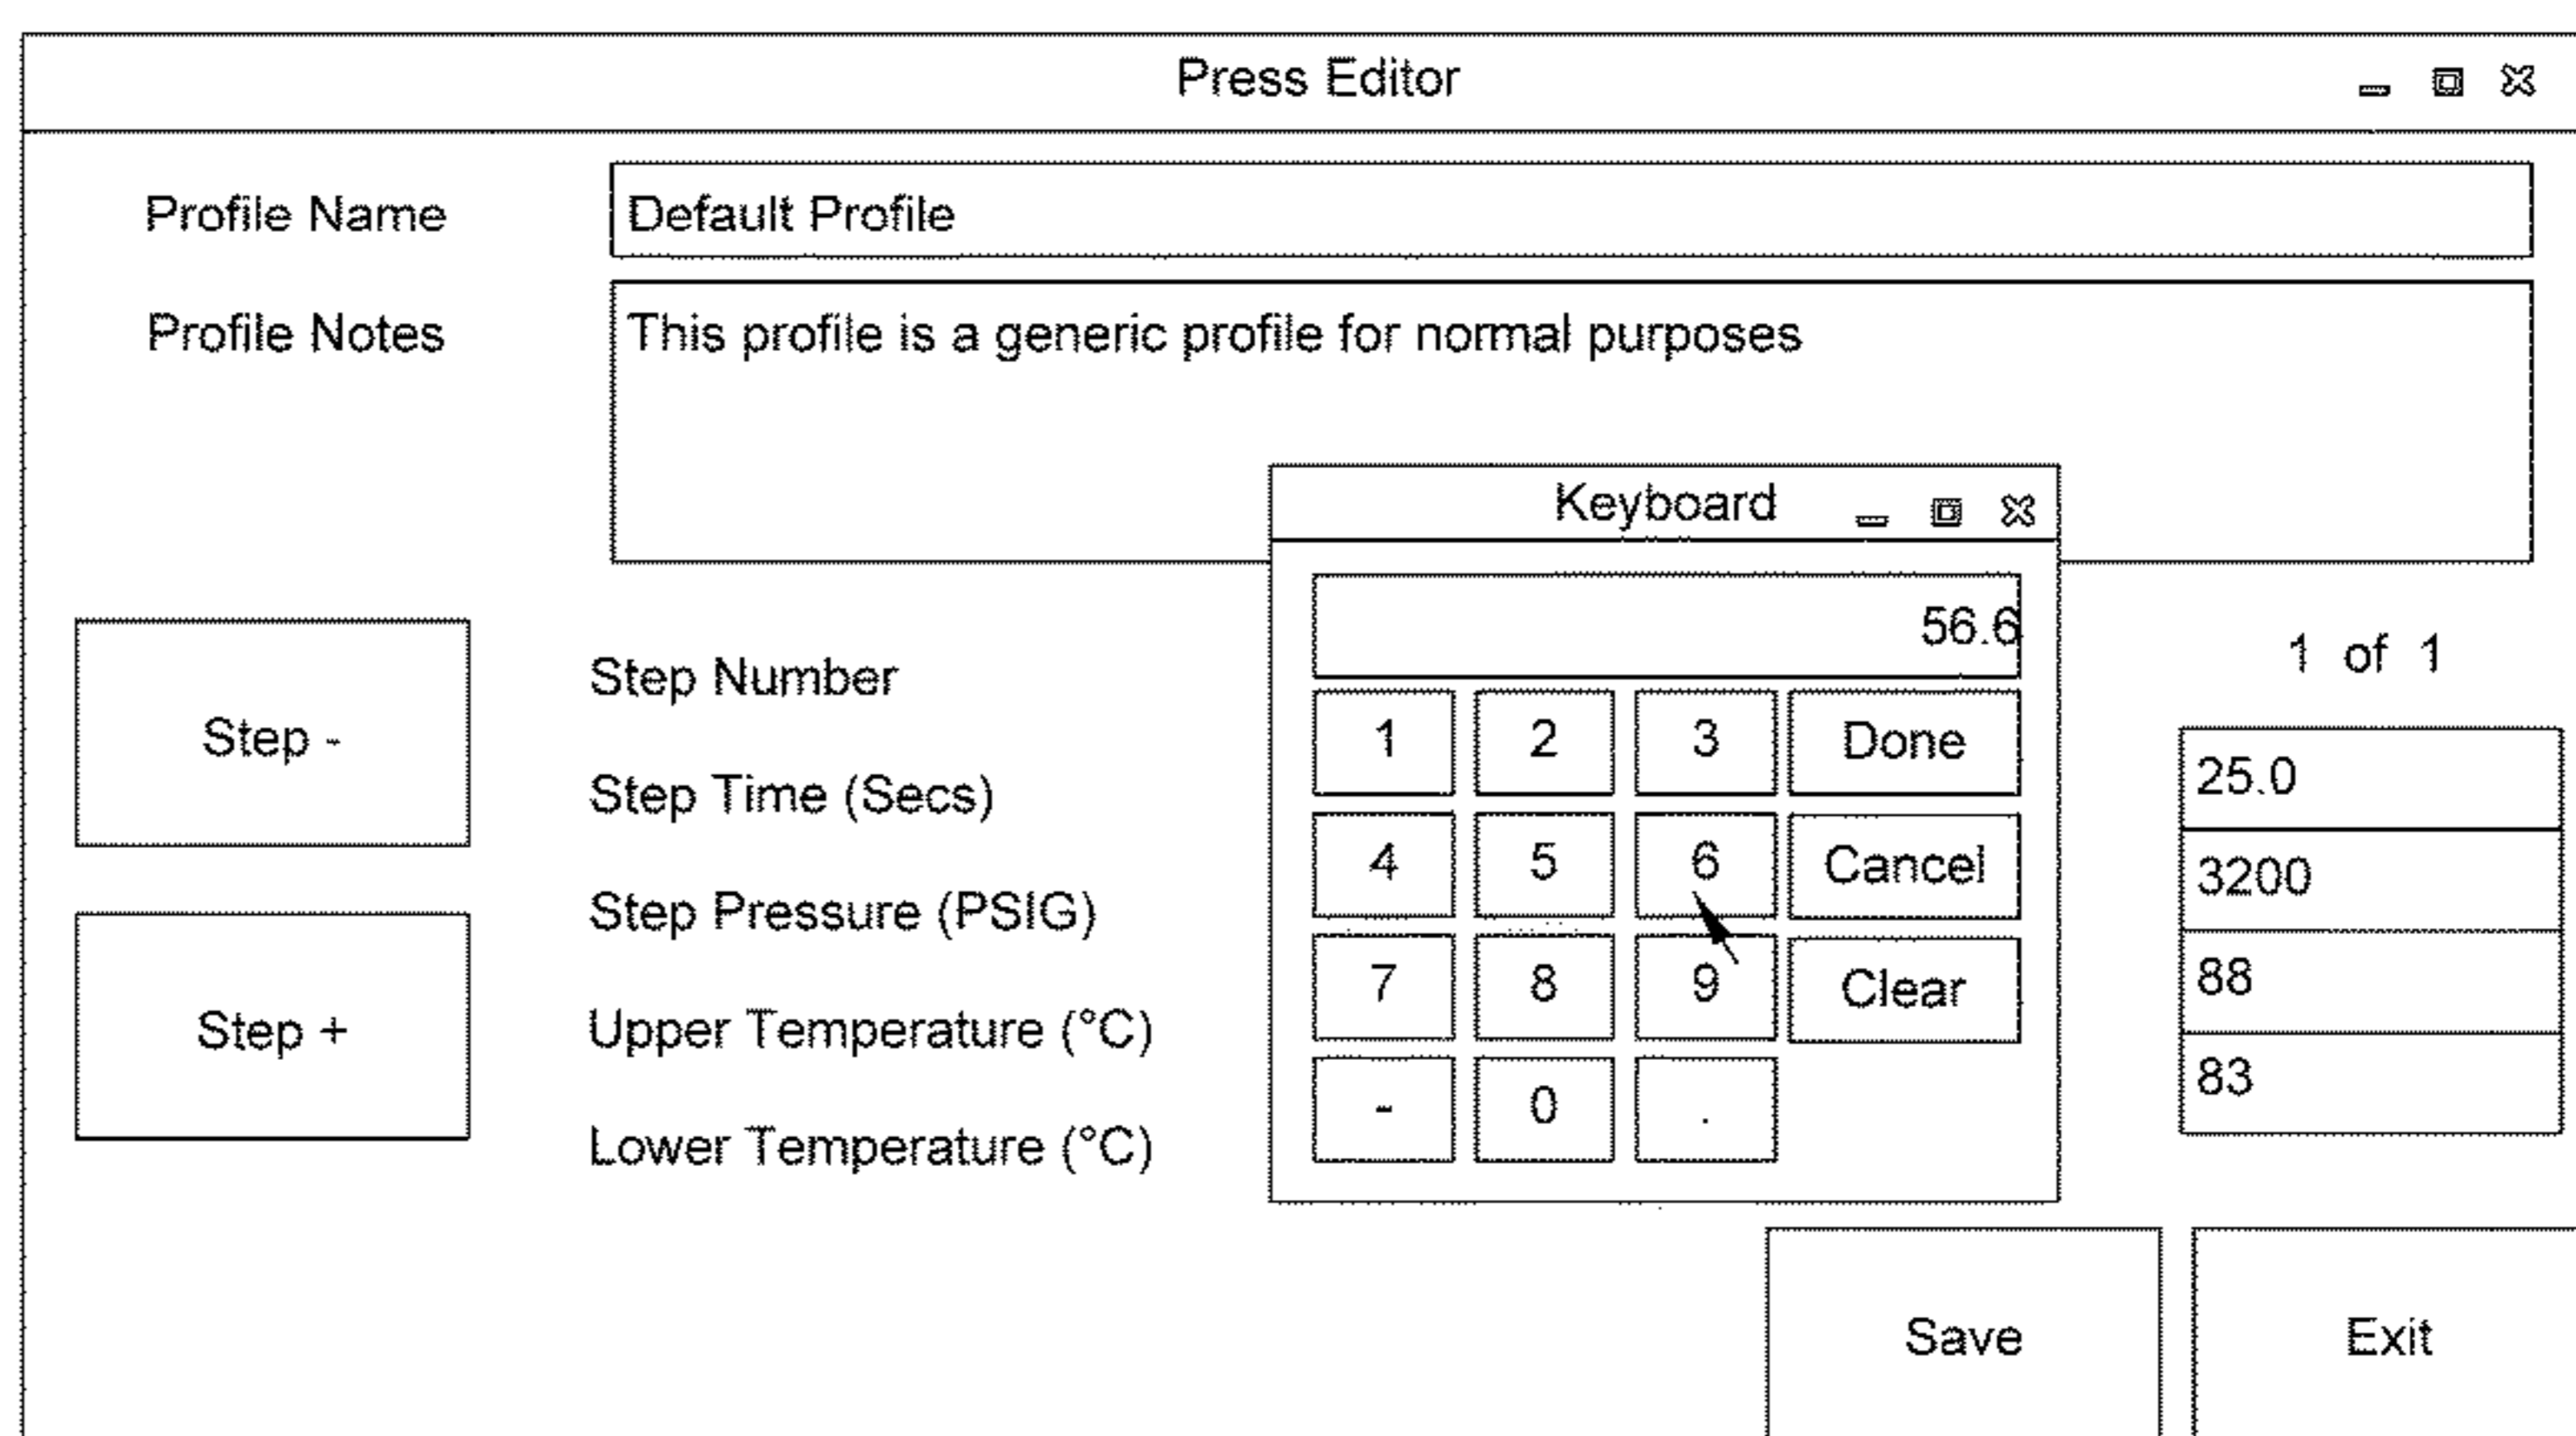 Press Editor
Profile Name Default Profile
Profile Notes This profile is a generic profile for normal purposes
Keyboard
56.6
Step Number 1 of 1
Step -
1 2 3 Done
Step Time (Secs) 25.0
4 5 6 Cancel
Step Pressure (PSIG) 3200
7 8 9 Clear
Step +
Upper Temperature (°C) 88
- 0 .
Lower Temperature (°C) 83
Save Exit